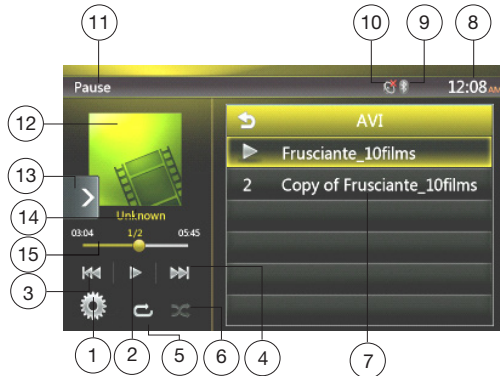 11
10
9
8
Pause
12:08 AM
12
AVI
Frusciante_10films
13
2 Copy of Frusciante_10films
14
Unknown
03:04 1/2 05:45
15
3
1
2
5
6
4
7